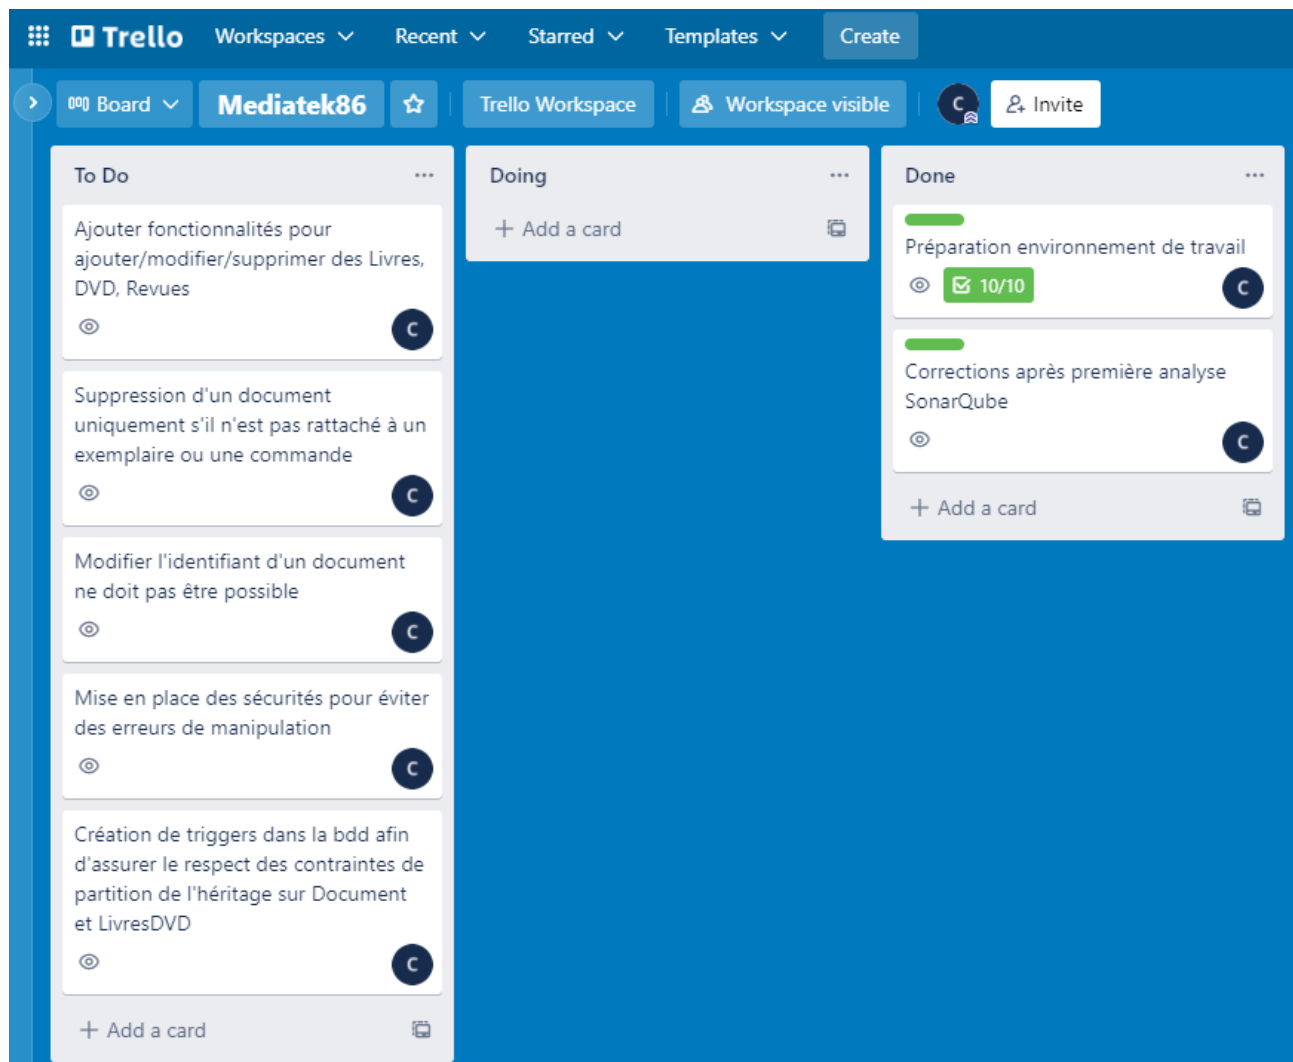 Trello Workspaces Recent Starred Templates Create
Board Mediatek86 Trello Workspace Workspace visible C Invite
To Do
Ajouter fonctionnalités pour
ajouter/modifier/supprimer des Livres,
DVD, Revues
C
Suppression d'un document
uniquement s'il n'est pas rattaché à un
exemplaire ou une commande
C
Modifier l'identifiant d'un document
ne doit pas être possible
C
Mise en place des sécurités pour éviter
des erreurs de manipulation
C
Création de triggers dans la bdd afin
d'assurer le respect des contraintes de
partition de l'héritage sur Document
et LivresDVD
C
+ Add a card
Doing
+ Add a card
Done
Préparation environnement de travail
10/10
C
Corrections après première analyse
SonarQube
C
+ Add a card